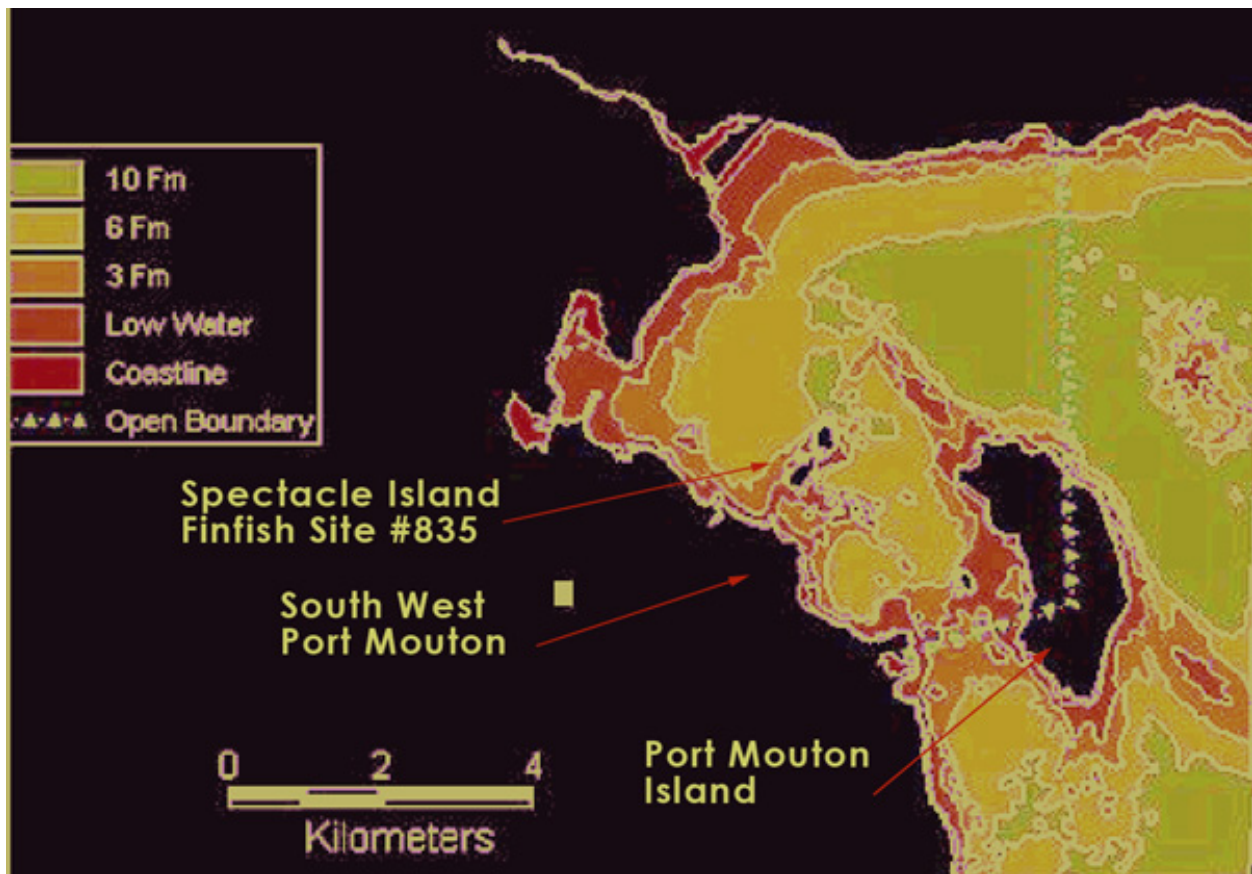 10 Fm
6 Fm
3 Fm
Low Water
Coastline
Open Boundary
Spectacle Island
Finfish Site #835
South West
Port Mouton
Port Mouton
Island
0 2 4
Kilometers